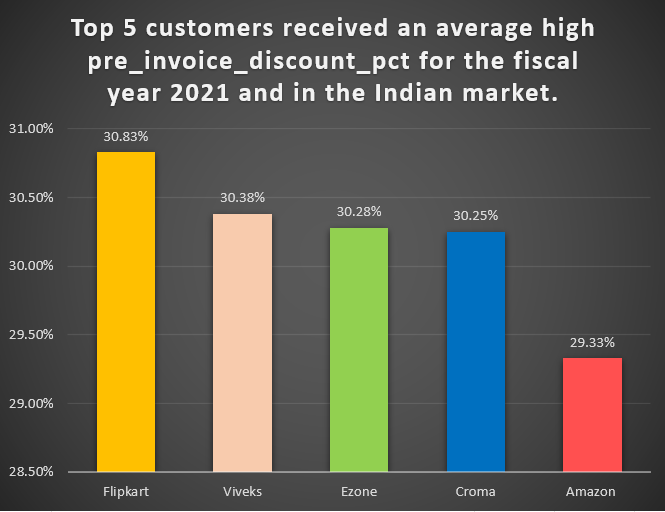 Top 5 customers received an average high
pre_invoice_discount_pct for the fiscal
year 2021 and in the Indian market.
31.00%
30.83%
30.50%
30.38%
30.28%
30.25%
30.00%
29.50%
29.33%
29.00%
28.50%
Flipkart Viveks Ezone Croma Amazon